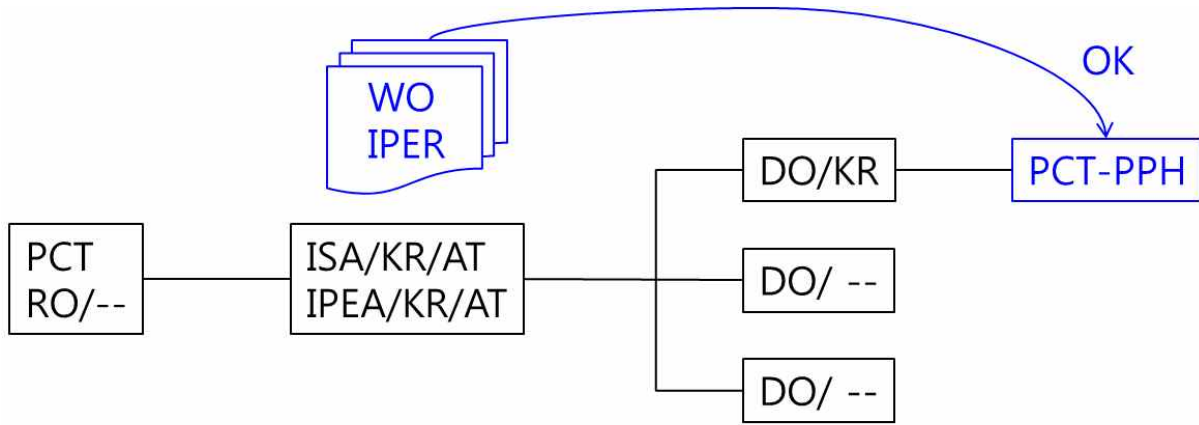 WO
IPER
OK
DO/KR
PCT-PPH
PCT
RO/--
ISA/KR/AT
IPEA/KR/AT
DO/ --
DO/ --